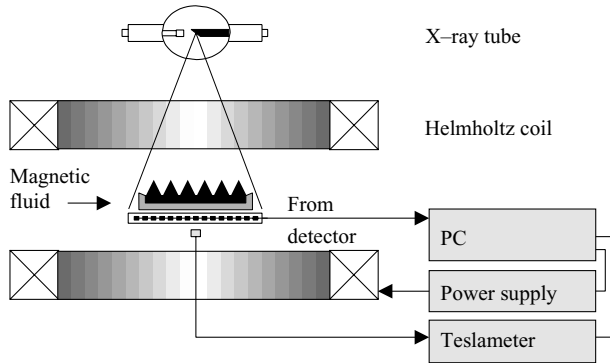 X–ray tube
Helmholtz coil
Magnetic
fluid
From
detector
PC
Power supply
Teslameter